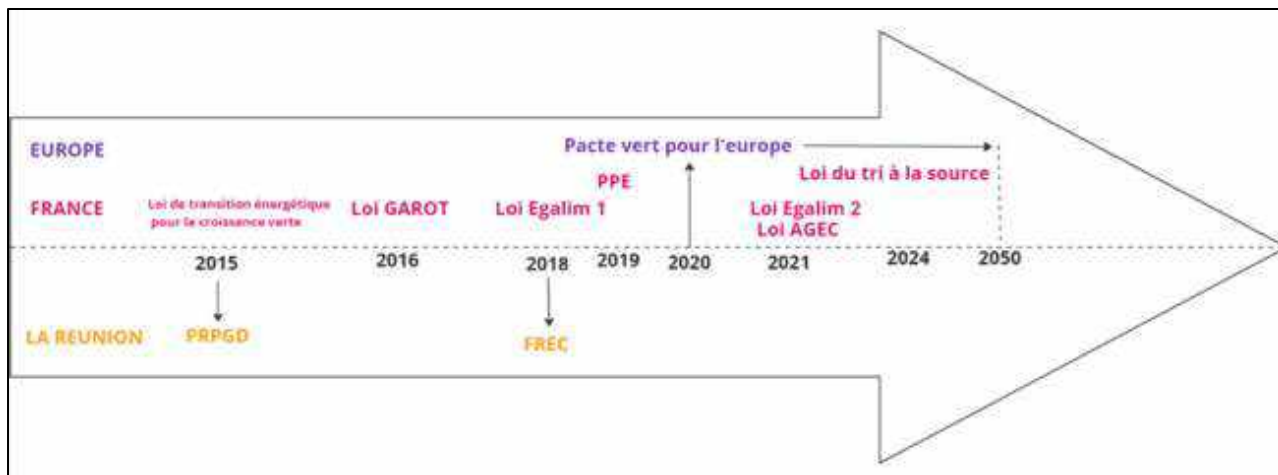 EUROPE
Pacte vert pour l'europe
Loi du tri à la source
PPE
FRANCE
Loi de transition énergétique
pour le croissance verte
Loi GAROT
Loi Egalim 1
Loi Egalim 2
Loi AGEC
2015
2016
2018
2019
2020
2021
2024
2050
LA REUNION
PRPGD
FREC